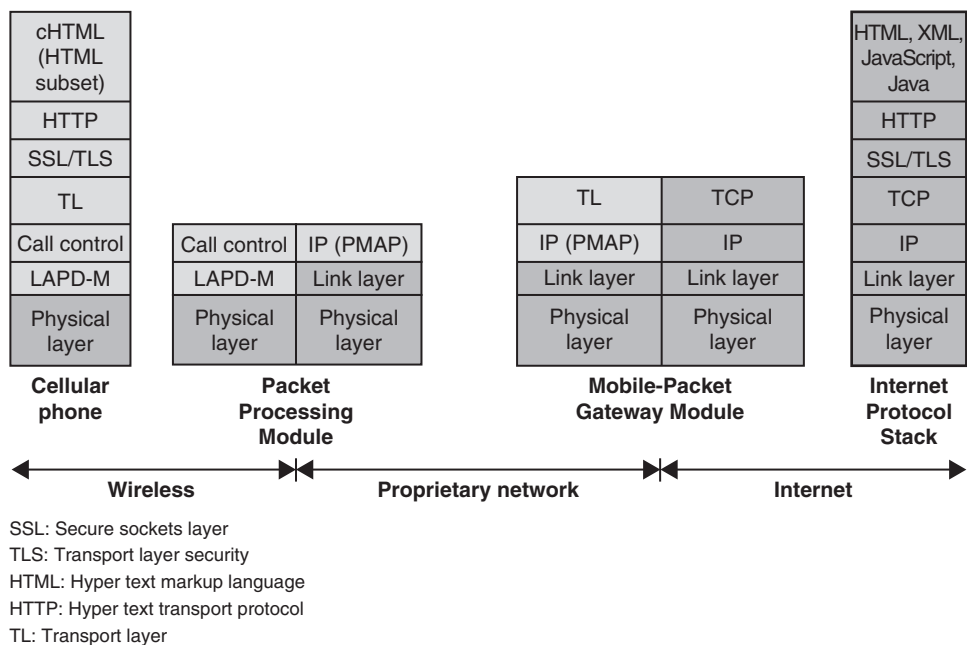 cHTML
(HTML
subset)
HTTP
SSL/TLS
TL
Call control
LAPD-M
Physical
layer
Cellular
phone
Call control
IP (PMAP)
LAPD-M
Link layer
Physical
layer
Physical
layer
Packet
Processing
Module
TL
TCP
IP (PMAP)
IP
Link layer
Link layer
Physical
layer
Physical
layer
Mobile-Packet
Gateway Module
HTML, XML,
JavaScript,
Java
HTTP
SSL/TLS
TCP
IP
Link layer
Physical
layer
Internet
Protocol
Stack
Wireless
Proprietary network
Internet
SSL: Secure sockets layer
TLS: Transport layer security
HTML: Hyper text markup language
HTTP: Hyper text transport protocol
TL: Transport layer